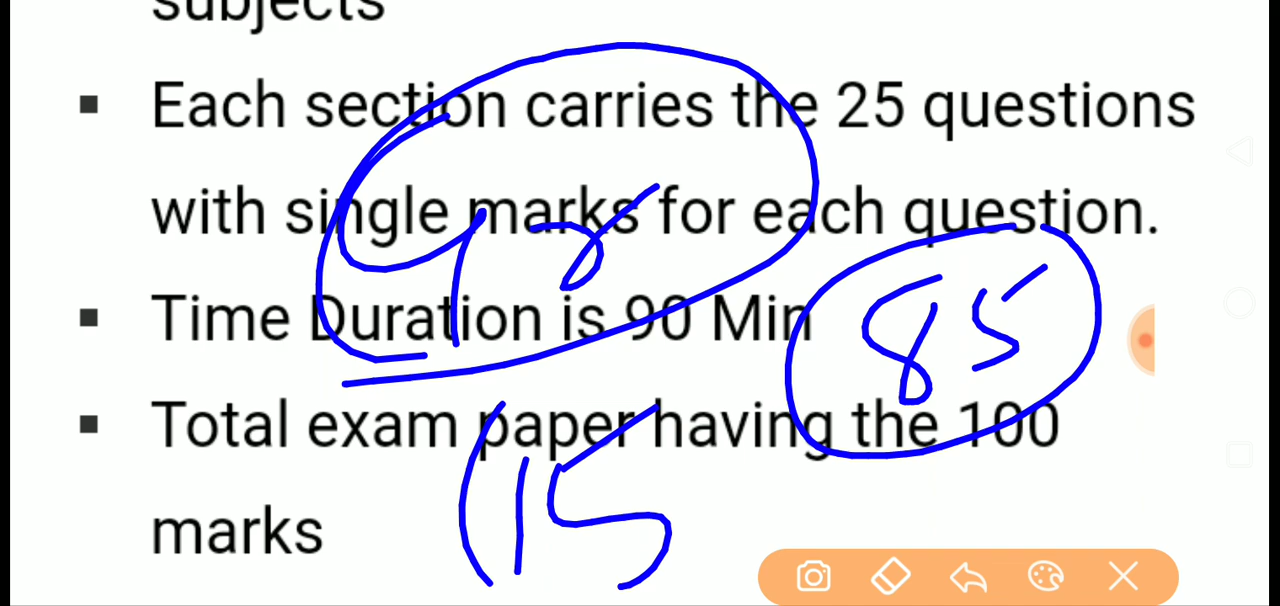 subjects
▪ Each section carries the 25 questions
with single marks for each question.
▪ Time Duration is 90 Min
85
▪ Total exam paper having the 100
marks
(15